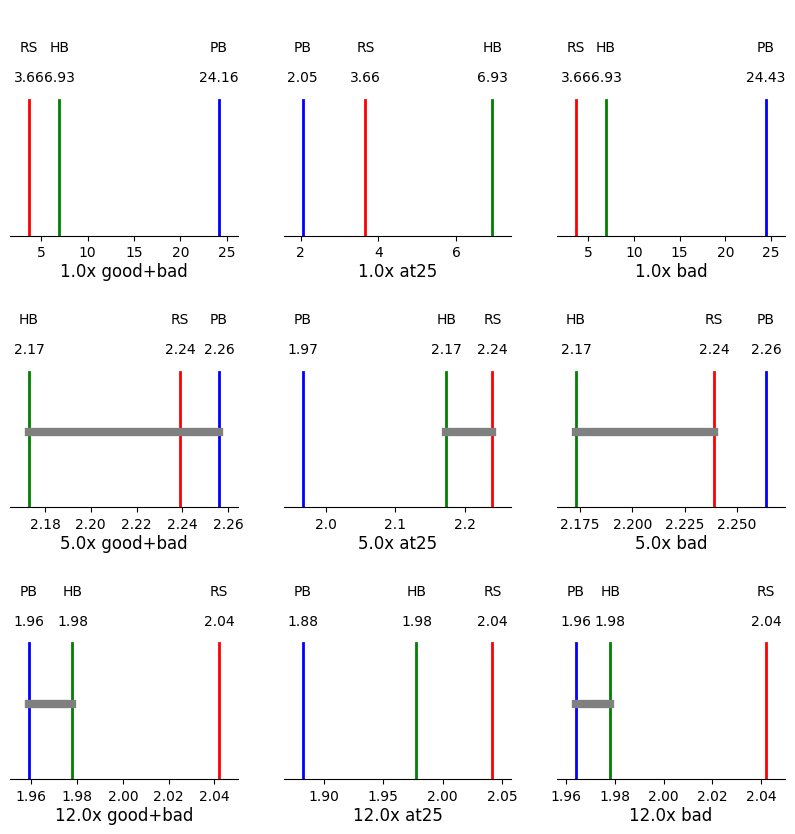 RS HB PB PB RS HB RS HB PB
3.66 6.93 24.16 2.05 3.66 6.93 3.66 6.93 24.43
5 10 15 20 25 2 4 6 5 10 15 20 25
1.0x good+bad 1.0x at25 1.0x bad
HB RS PB PB HB RS HB RS PB
2.17 2.24 2.26 1.97 2.17 2.24 2.17 2.24 2.26
2.18 2.20 2.22 2.24 2.26 2.0 2.1 2.2 2.175 2.200 2.225 2.250
5.0x good+bad 5.0x at25 5.0x bad
PB HB RS PB HB RS PB HB RS
1.96 1.98 2.04 1.88 1.98 2.04 1.96 1.98 2.04
1.96 1.98 2.00 2.02 2.04 1.90 1.95 2.00 2.05 1.96 1.98 2.00 2.02 2.04
12.0x good+bad 12.0x at25 12.0x bad